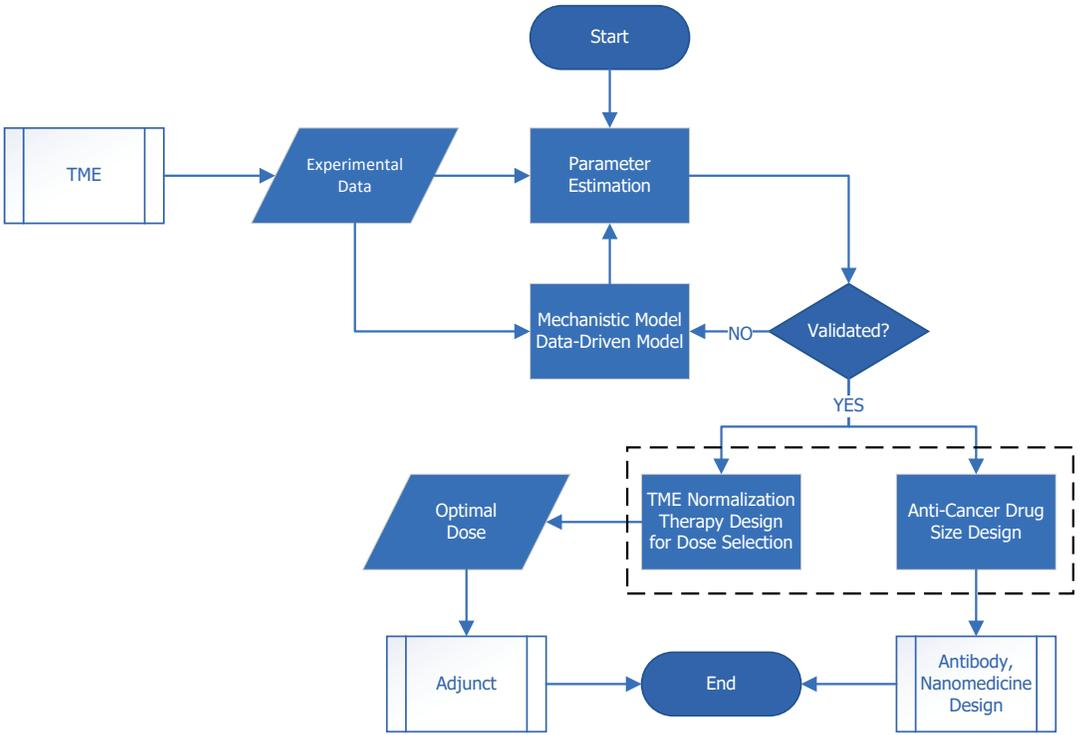 Start
TME
Experimental
Data
Parameter
Estimation
Mechanistic Model
Data-Driven Model
NO
Validated?
YES
Optimal
Dose
TME Normalization
Therapy Design
for Dose Selection
Anti-Cancer Drug
Size Design
Adjunct
End
Antibody,
Nanomedicine
Design